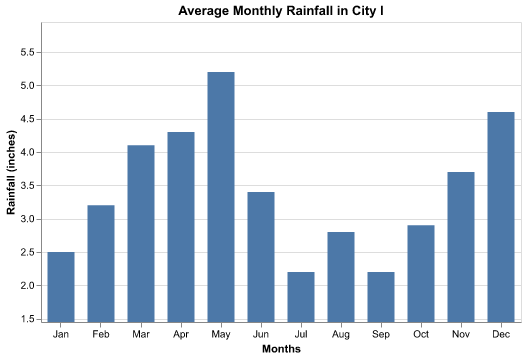 Average Monthly Rainfall in City I
Rainfall (inches)
5.5
5.0
4.5
4.0
3.5
3.0
2.5
2.0
1.5
Jan Feb Mar Apr May Jun Jul Aug Sep Oct Nov Dec
Months